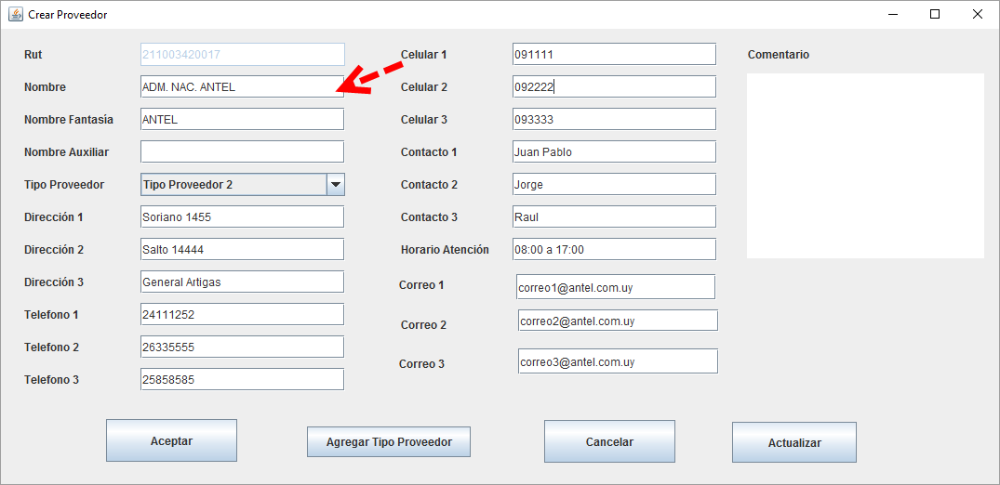 Crear Proveedor
Rut 211003420017
Nombre ADM. NAC. ANTEL
Nombre Fantasía ANTEL
Nombre Auxiliar
Tipo Proveedor Tipo Proveedor 2
Dirección 1 Soriano 1455
Dirección 2 Salto 14444
Dirección 3 General Artigas
Telefono 1 24111252
Telefono 2 26335555
Telefono 3 25858585
Celular 1 091111
Celular 2 092222
Celular 3 093333
Contacto 1 Juan Pablo
Contacto 2 Jorge
Contacto 3 Raul
Horario Atención 08:00 a 17:00
Correo 1 correo1@antel.com.uy
Correo 2 correo2@antel.com.uy
Correo 3 correo3@antel.com.uy
Comentario
Aceptar
Agregar Tipo Proveedor
Cancelar
Actualizar